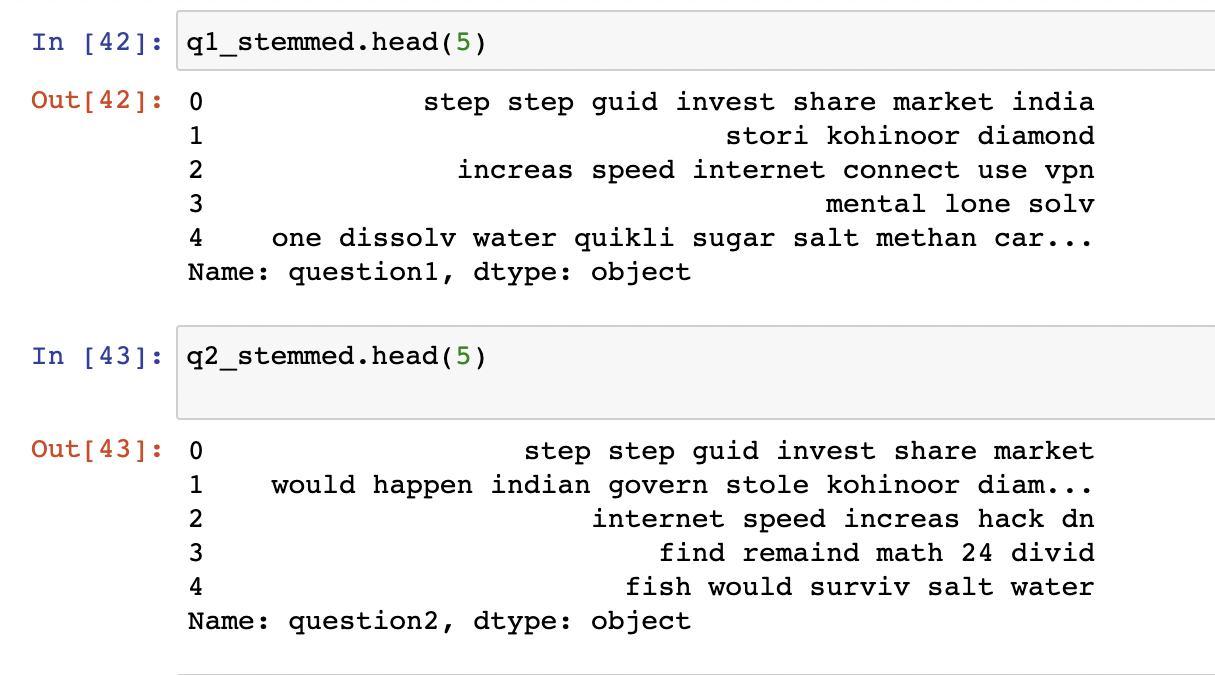 In [42]: q1_stemmed.head(5)
Out[42]: 0 step step guid invest share market india
1 stori kohinoor diamond
2 increas speed internet connect use vpn
3 mental lone solv
4 one dissolv water quikli sugar salt methan car...
Name: question1, dtype: object
In [43]: q2_stemmed.head(5)
Out[43]: 0 step step guid invest share market
1 would happen indian govern stole kohinoor diam...
2 internet speed increas hack dn
3 find remaind math 24 divid
4 fish would surviv salt water
Name: question2, dtype: object